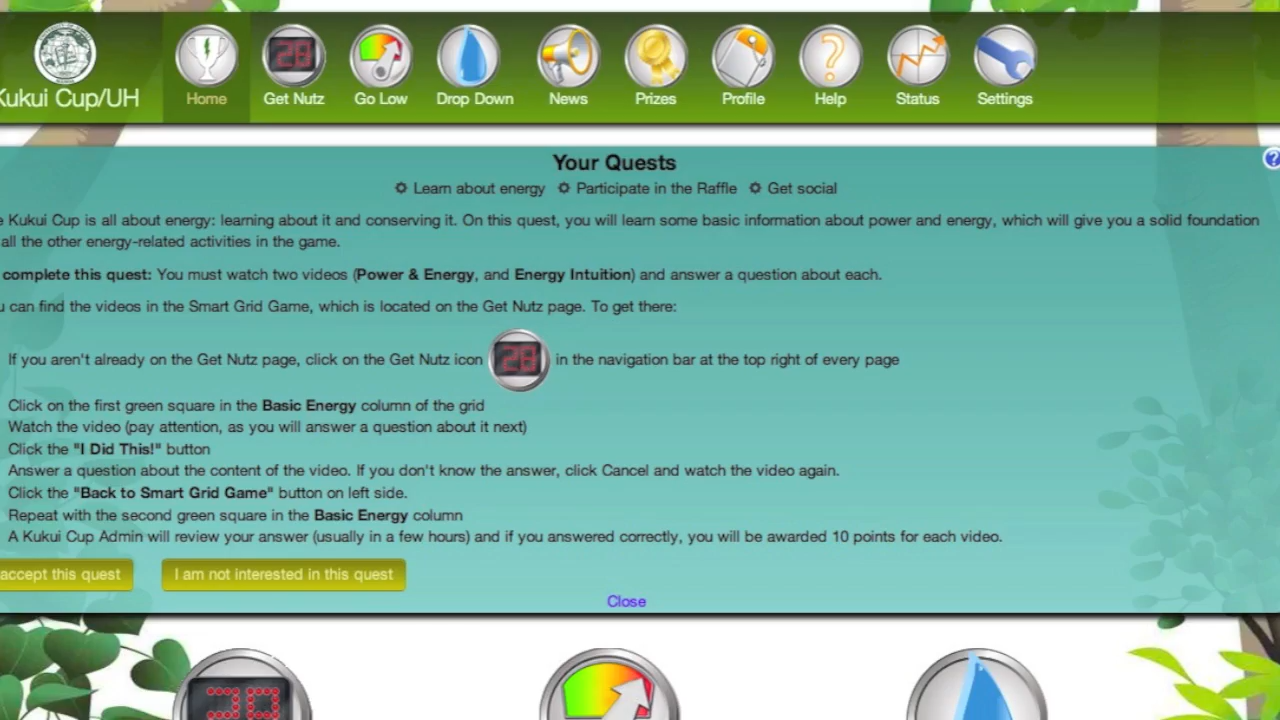 Kukui Cup/UH
Home
Get Nutz
Go Low
Drop Down
News
Prizes
Profile
Help
Status
Settings
Your Quests
Learn about energy Participate in the Raffle Get social
e Kukui Cup is all about energy: learning about it and conserving it. On this quest, you will learn some basic information about power and energy, which will give you a solid foundation
all the other energy-related activities in the game.
complete this quest: You must watch two videos (Power & Energy, and Energy Intuition) and answer a question about each.
u can find the videos in the Smart Grid Game, which is located on the Get Nutz page. To get there:
If you aren't already on the Get Nutz page, click on the Get Nutz icon 28 in the navigation bar at the top right of every page
Click on the first green square in the Basic Energy column of the grid
Watch the video (pay attention, as you will answer a question about it next)
Click the "I Did This!" button
Answer a question about the content of the video. If you don't know the answer, click Cancel and watch the video again.
Click the "Back to Smart Grid Game" button on left side.
Repeat with the second green square in the Basic Energy column
A Kukui Cup Admin will review your answer (usually in a few hours) and if you answered correctly, you will be awarded 10 points for each video.
accept this quest
I am not interested in this quest
Close